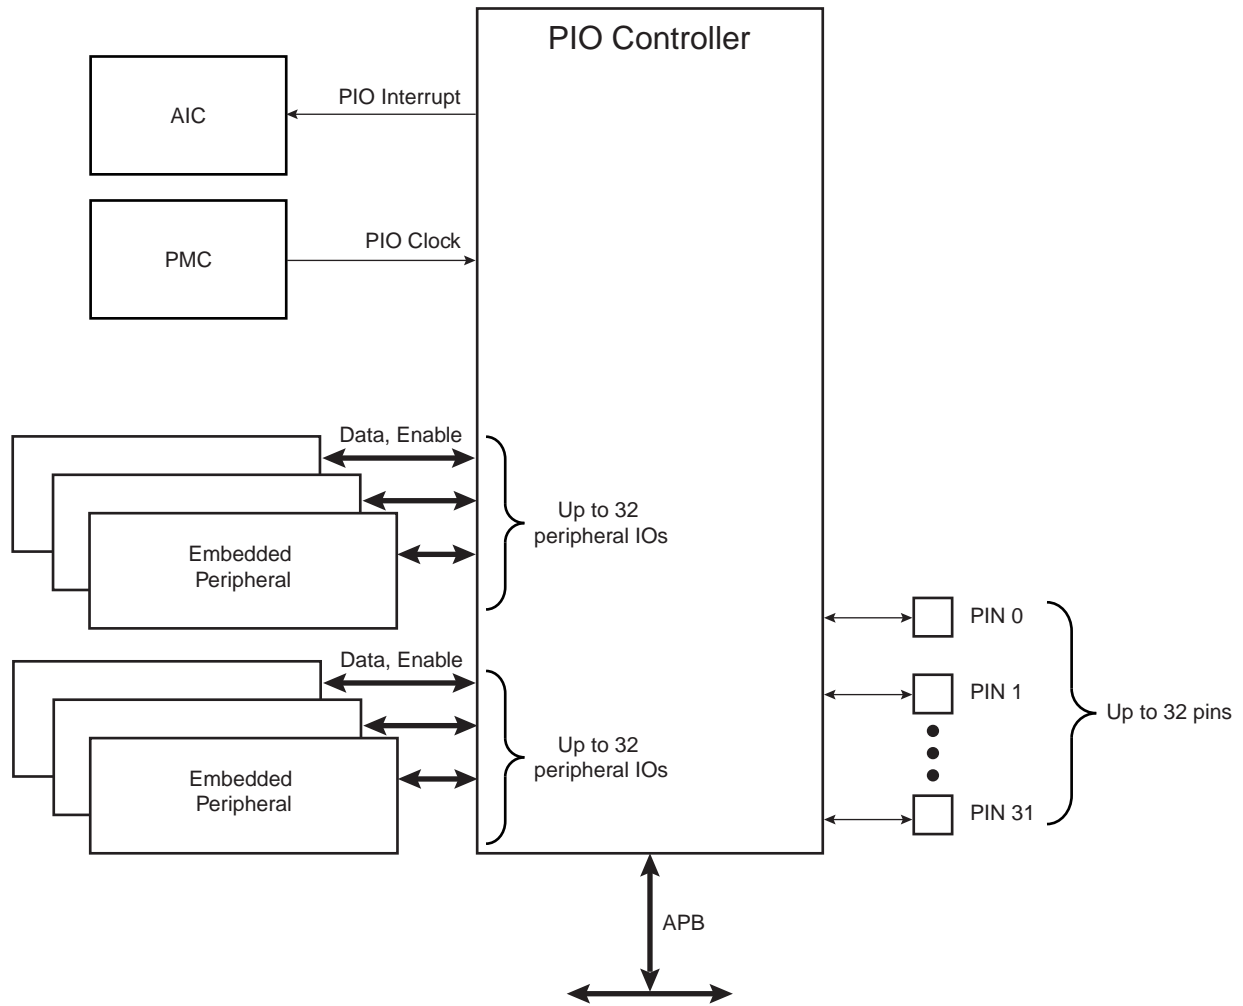 PIO Controller
PIO Interrupt
AIC
PIO Clock
PMC
Data, Enable
Up to 32
peripheral IOs
Embedded
Peripheral
PIN 0
Data, Enable
PIN 1
Up to 32 pins
Up to 32
peripheral IOs
Embedded
Peripheral
PIN 31
APB